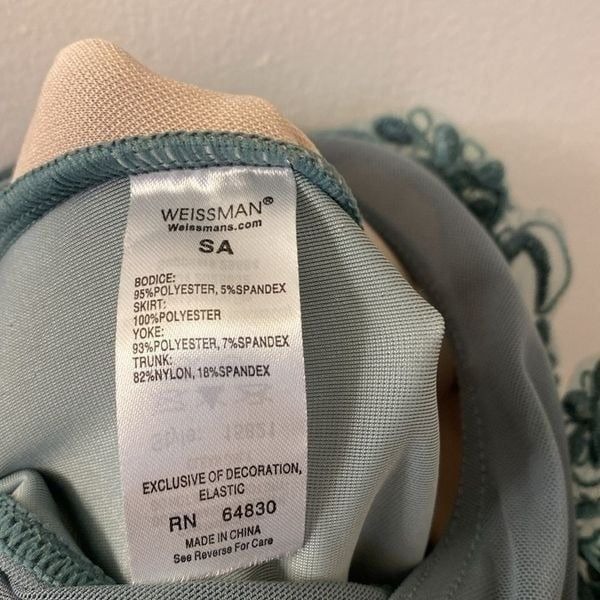 WEISSMAN®
Weissmans.com
SA
BODICE:
95%POLYESTER, 5%SPANDEX
SKIRT:
100%POLYESTER
YOKE:
93%POLYESTER, 7%SPANDEX
TRUNK:
82%NYLON, 18%SPANDEX
EXCLUSIVE OF DECORATION,
ELASTIC
RN 64830
MADE IN CHINA
See Reverse For Care